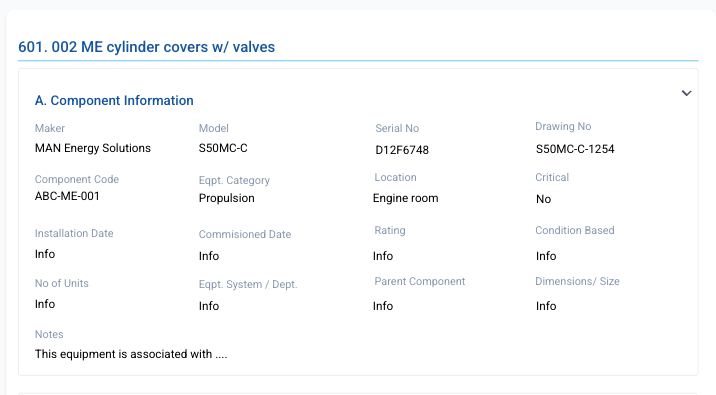 601. 002 ME cylinder covers w/ valves
A. Component Information
Maker Model Serial No Drawing No
MAN Energy Solutions S50MC-C D12F6748 S50MC-C-1254
Component Code Eqpt. Category Location Critical
ABC-ME-001 Propulsion Engine room No
Installation Date Commisioned Date Rating Condition Based
Info Info Info Info
No of Units Eqpt. System / Dept. Parent Component Dimensions/ Size
Info Info Info Info
Notes
This equipment is associated with ....